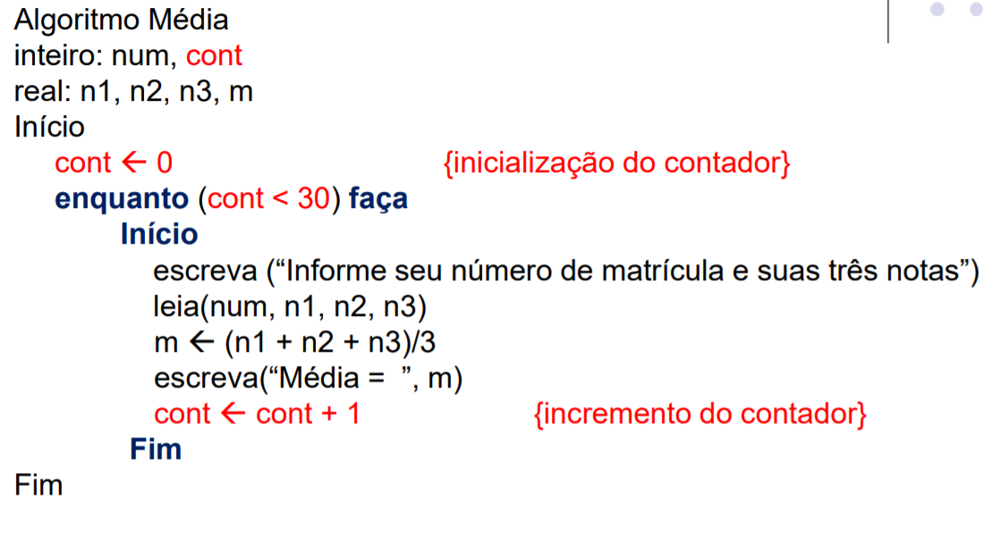 Algoritmo Média
inteiro: num, cont
real: n1, n2, n3, m
Início
cont ← 0 {inicialização do contador}
enquanto (cont < 30) faça
Início
escreva (“Informe seu número de matrícula e suas três notas”)
leia(num, n1, n2, n3)
m ← (n1 + n2 + n3)/3
escreva(“Média =  ”, m)
cont ← cont + 1 {incremento do contador}
Fim
Fim